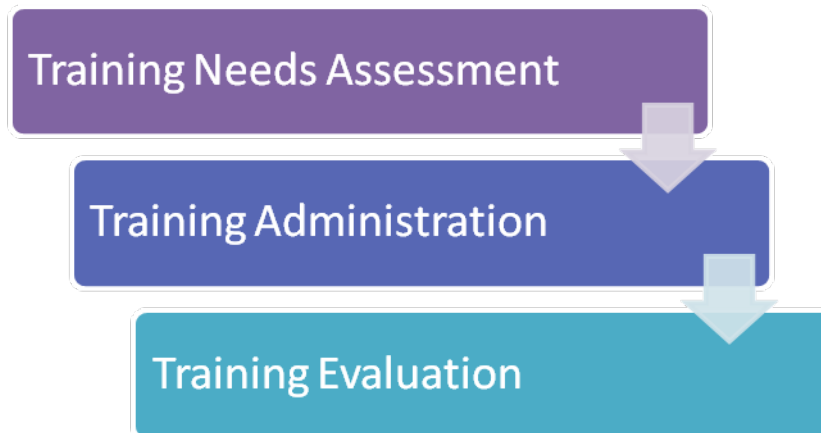 Training Needs Assessment
Training Administration
Training Evaluation